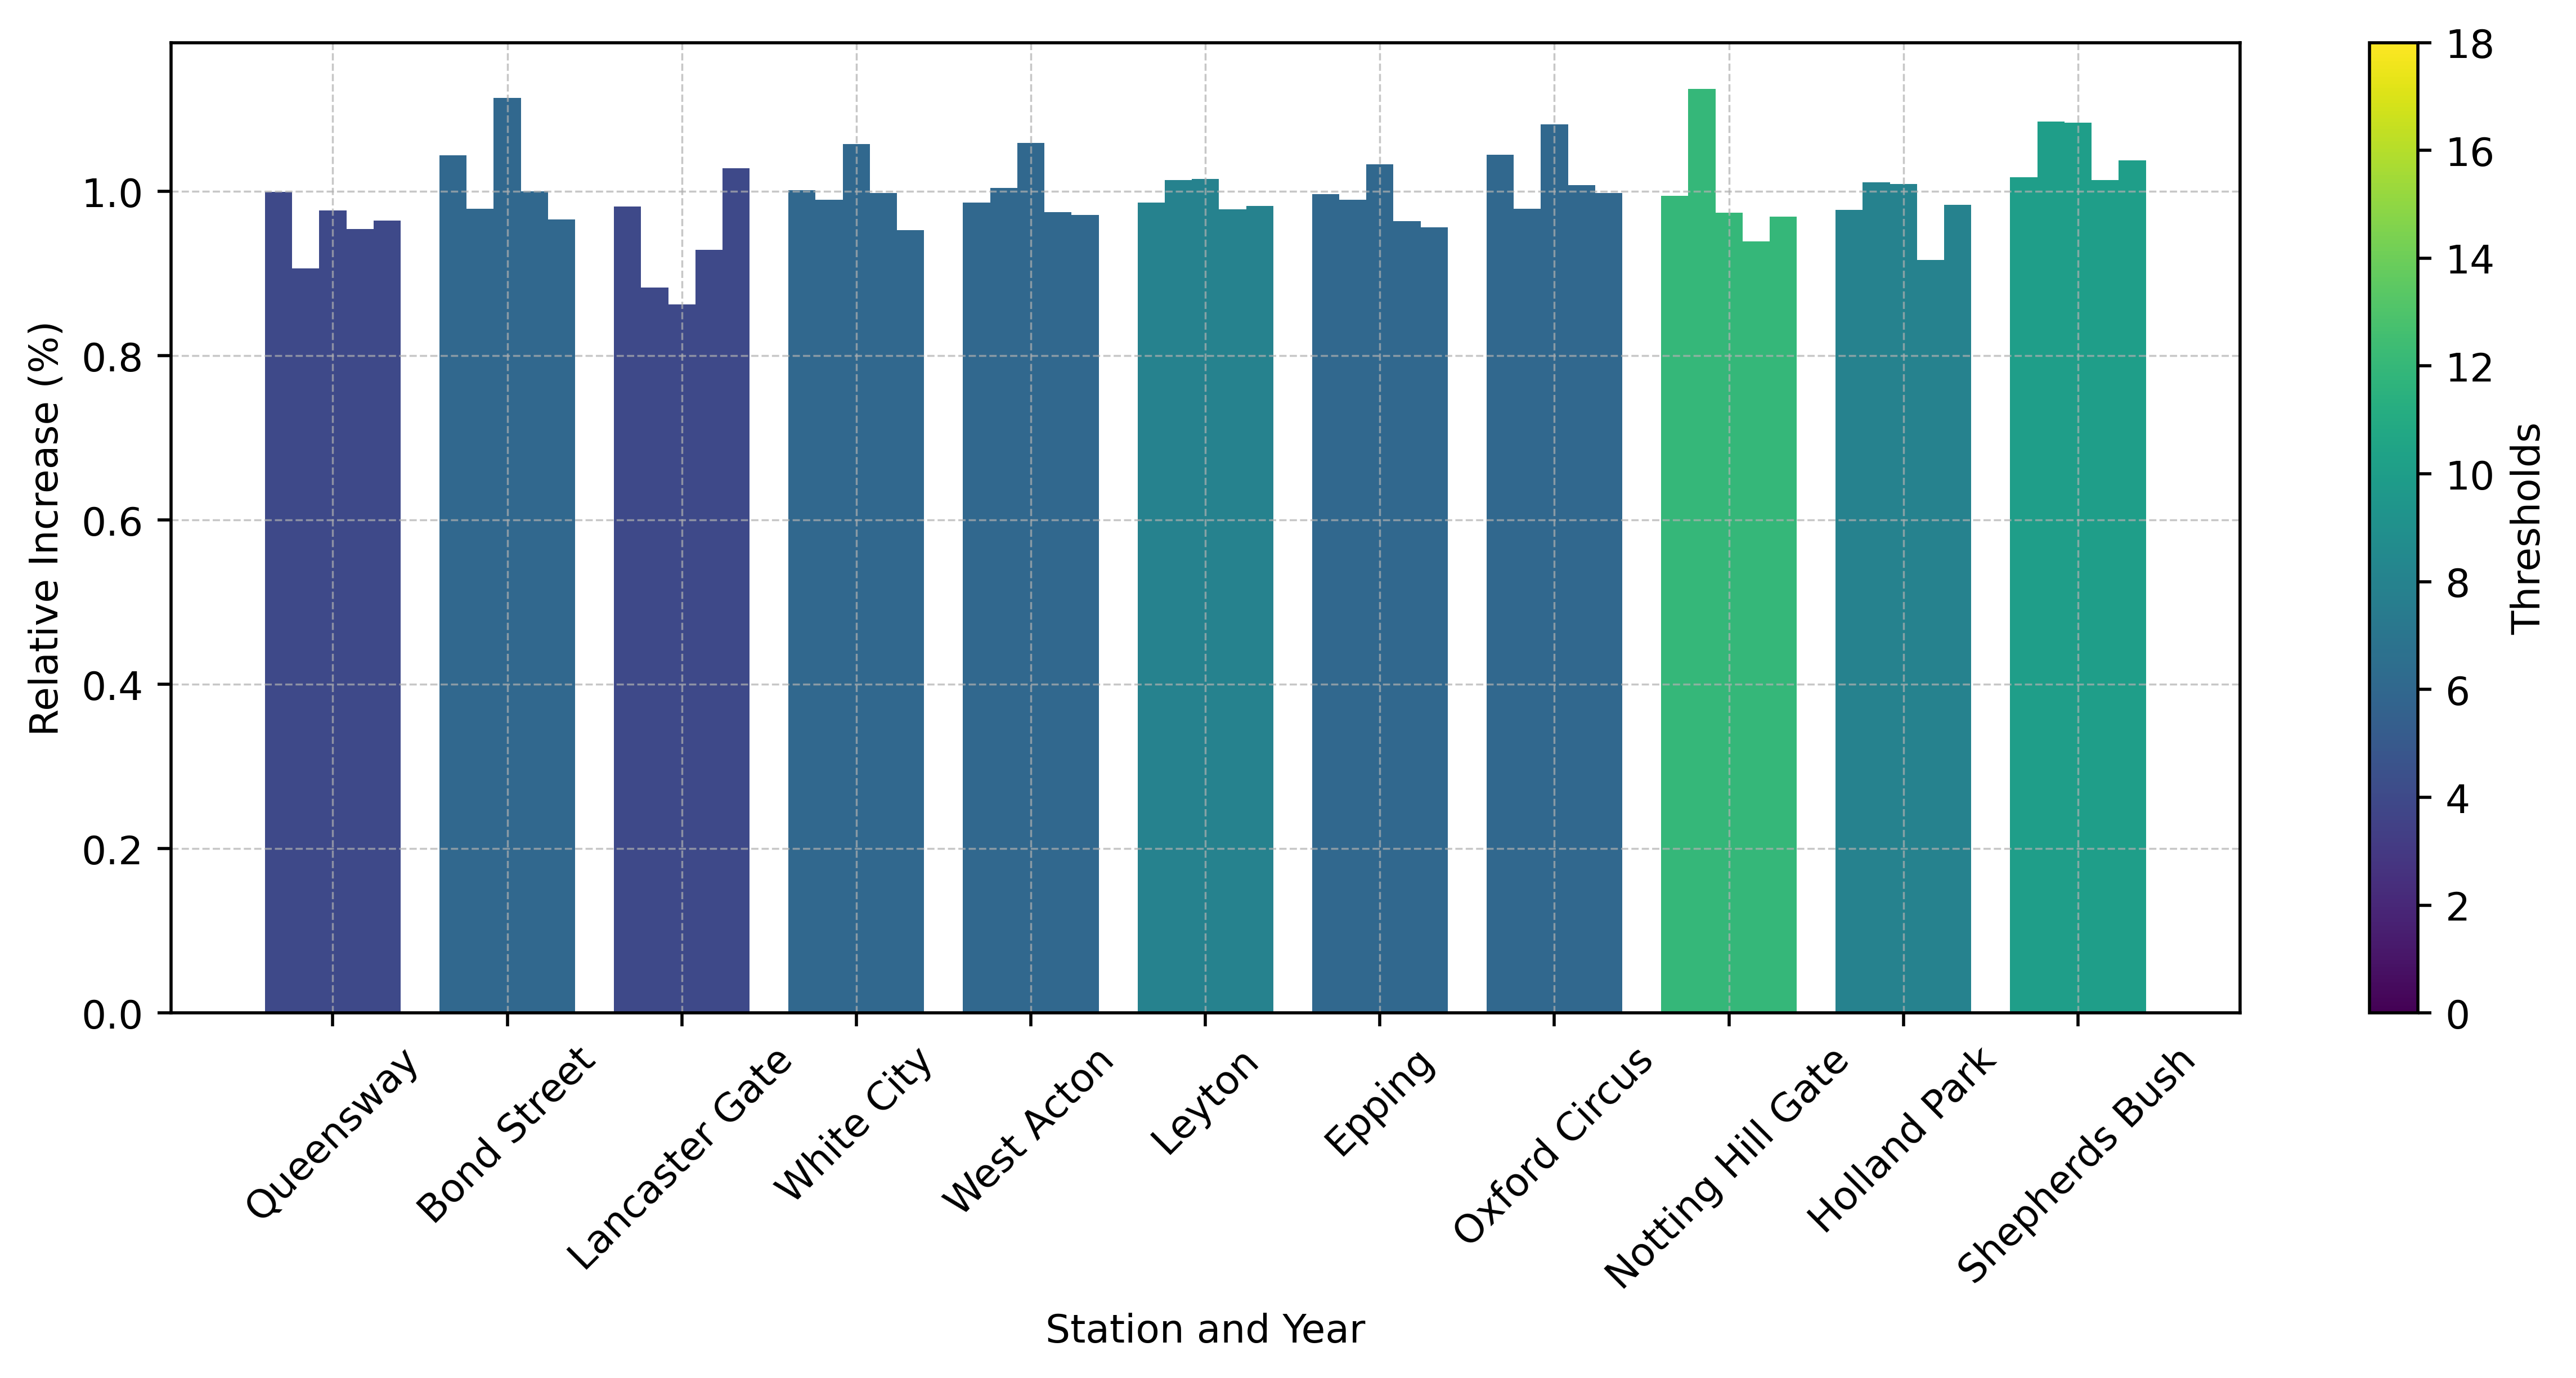 Relative Increase (%)
1.0
0.8
0.6
0.4
0.2
0.0
Queensway
Bond Street
Lancaster Gate
White City
West Acton
Leyton
Epping
Oxford Circus
Notting Hill Gate
Holland Park
Shepherds Bush
Station and Year
18
16
14
12
10
8
6
4
2
0
Thresholds